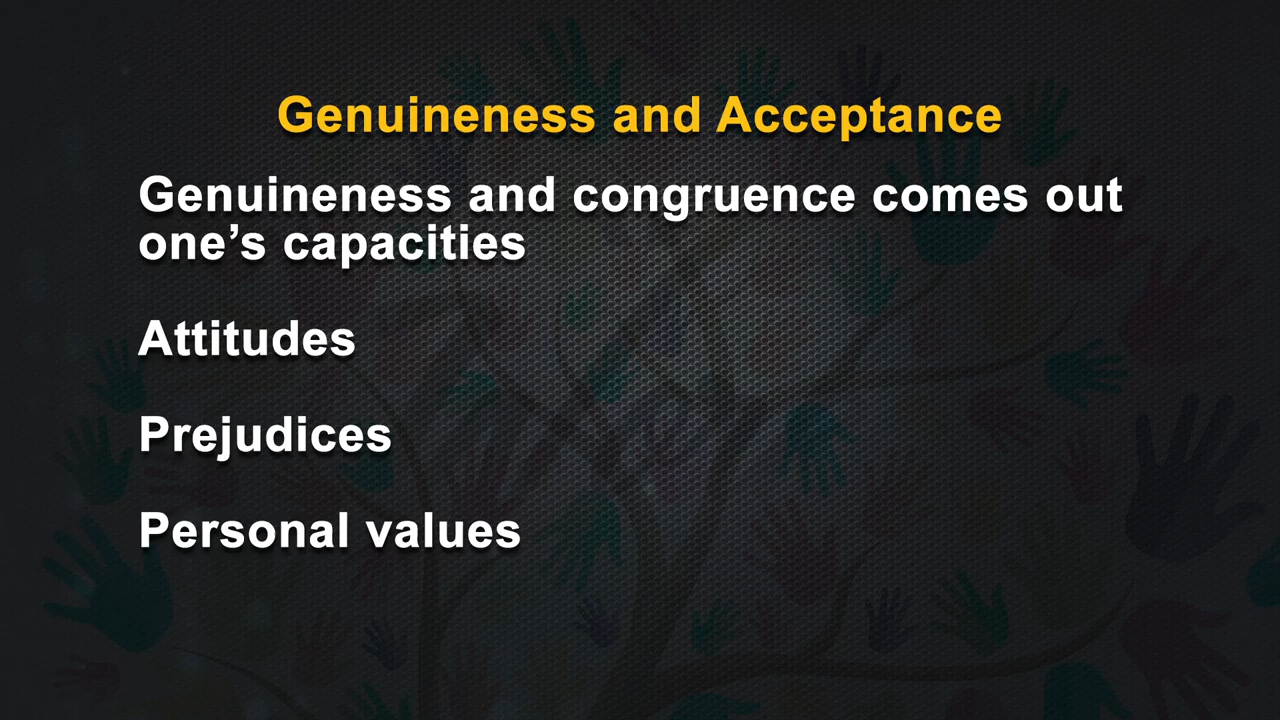 Genuineness and Acceptance
Genuineness and congruence comes out
one’s capacities
Attitudes
Prejudices
Personal values